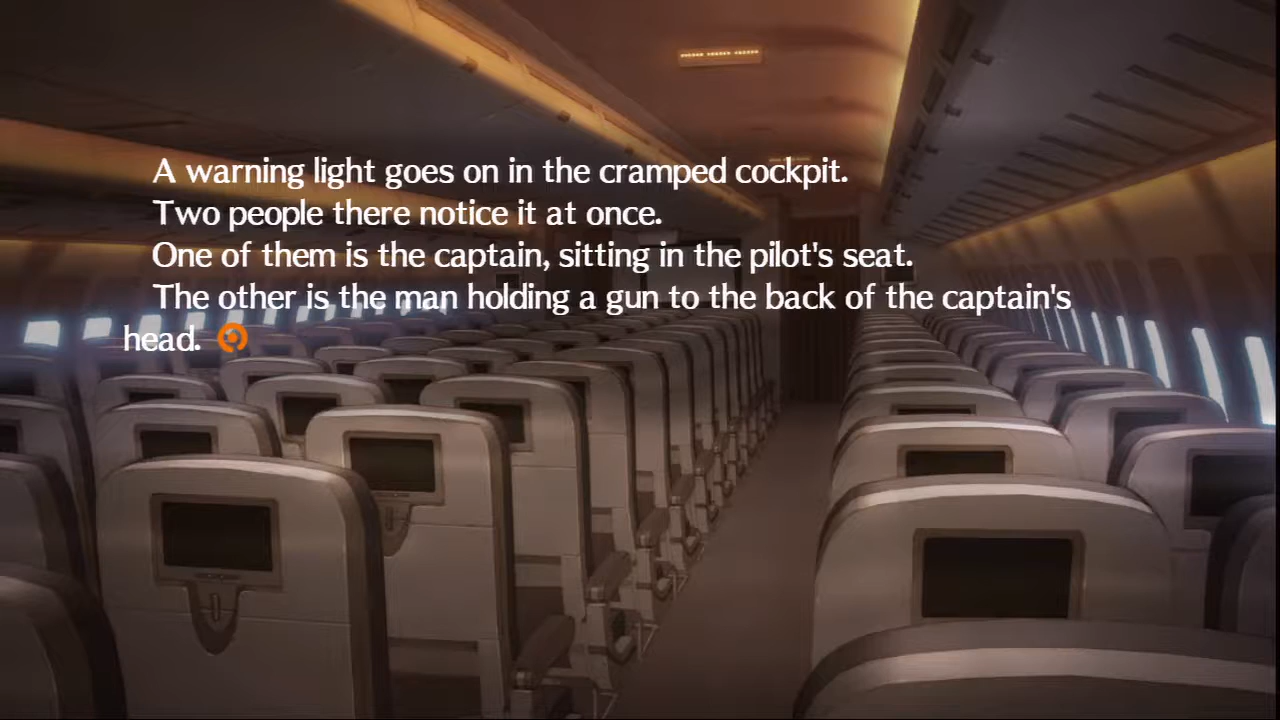 A warning light goes on in the cramped cockpit.
Two people there notice it at once.
One of them is the captain, sitting in the pilot's seat.
The other is the man holding a gun to the back of the captain's
head.